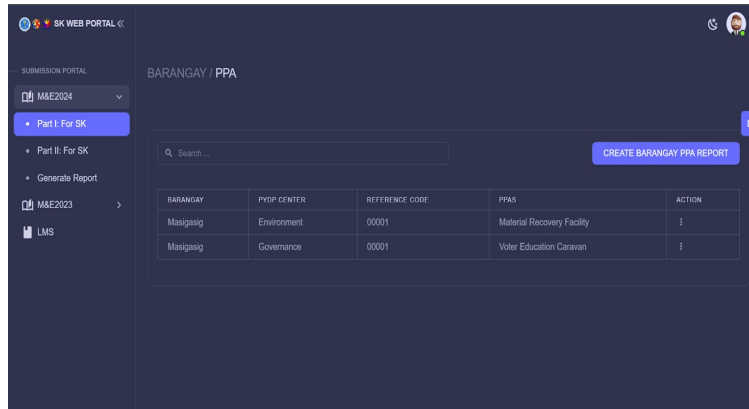 SK WEB PORTAL
SUBMISSION PORTAL
M&E2024
Part I: For SK
Part II: For SK
Generate Report
M&E2023
LMS
BARANGAY / PPA
Search ...
CREATE BARANGAY PPA REPORT
BARANGAY PYDP CENTER REFERENCE CODE PPAS ACTION
Masigasig Environment 00001 Material Recovery Facility
Masigasig Governance 00001 Voter Education Caravan